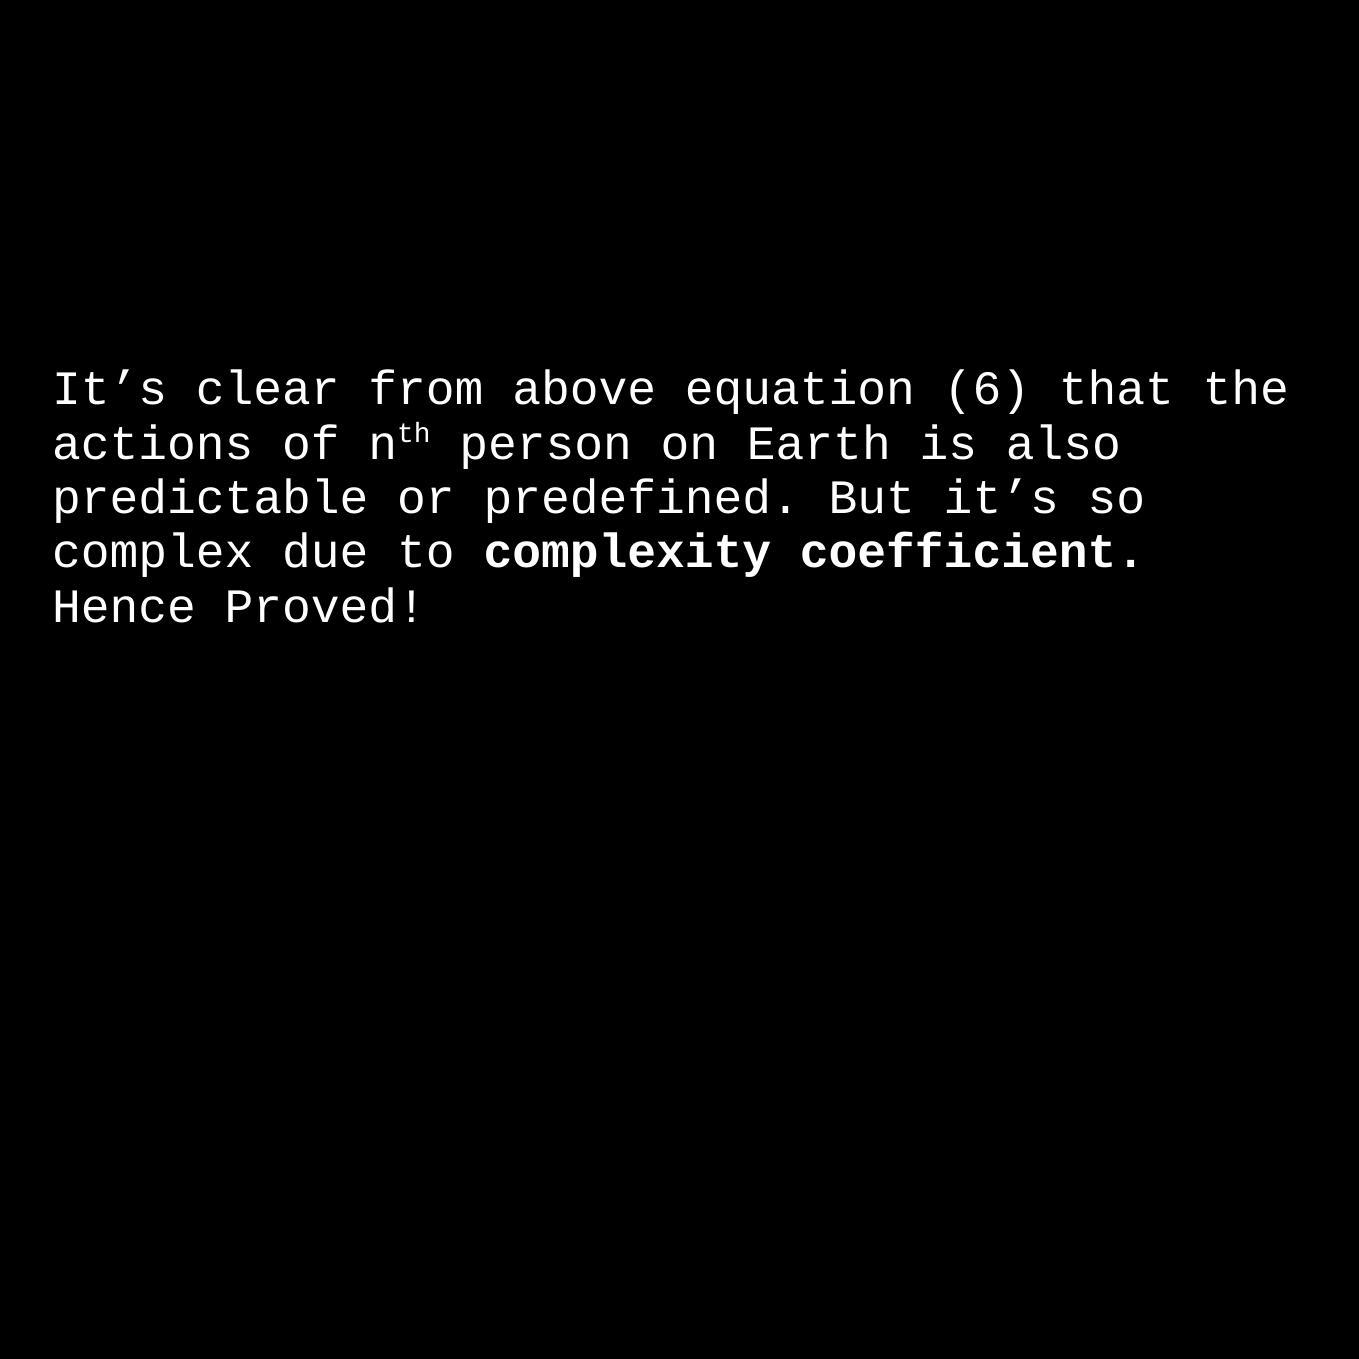 It’s clear from above equation (6) that the
actions of nth person on Earth is also
predictable or predefined. But it’s so
complex due to complexity coefficient.
Hence Proved!